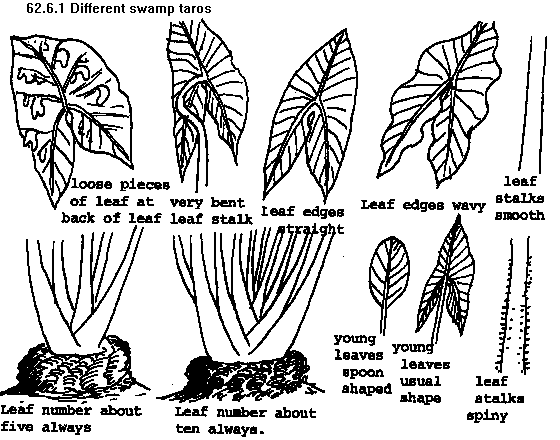 62.6.1 Different swamp taros
loose pieces
of leaf at
back of leaf
very bent
leaf stalk
Leaf edges
straight
Leaf edges wavy
leaf
stalks
smooth
Leaf number about
five always
Leaf number about
ten always.
young
leaves
spoon
shaped
young
leaves
usual
shape
leaf
stalks
spiny